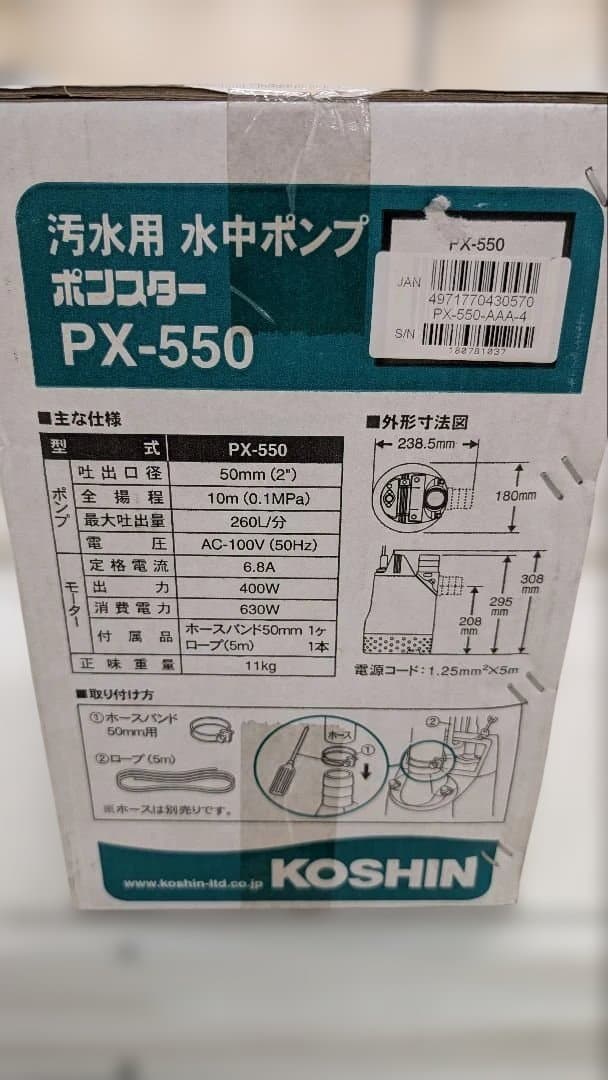 汚水用 水中ポンプ
ポンスター
PX-550
PX-550
JAN
4971770430570
PX-550-AAA-4
S/N
180781037
■主な仕様
型 式 PX-550
ポンプ
吐出口径 50mm (2")
全揚程 10m (0.1MPa)
最大吐出量 260L/分
電圧 AC-100V (50Hz)
モーター
定格電流 6.8A
出力 400W
消費電力 630W
付属品 ホースバンド50mm 1ヶ
ロープ(5m) 1本
正味重量 11kg
■外形寸法図
238.5mm
180mm
308mm
295mm
208mm
電源コード:1.25mm²×5m
■取り付け方
①ホースバンド
50mm用
②ロープ(5m)
※ホースは別売りです。
ホース
①
②
www.koshin-ltd.co.jp
KOSHIN